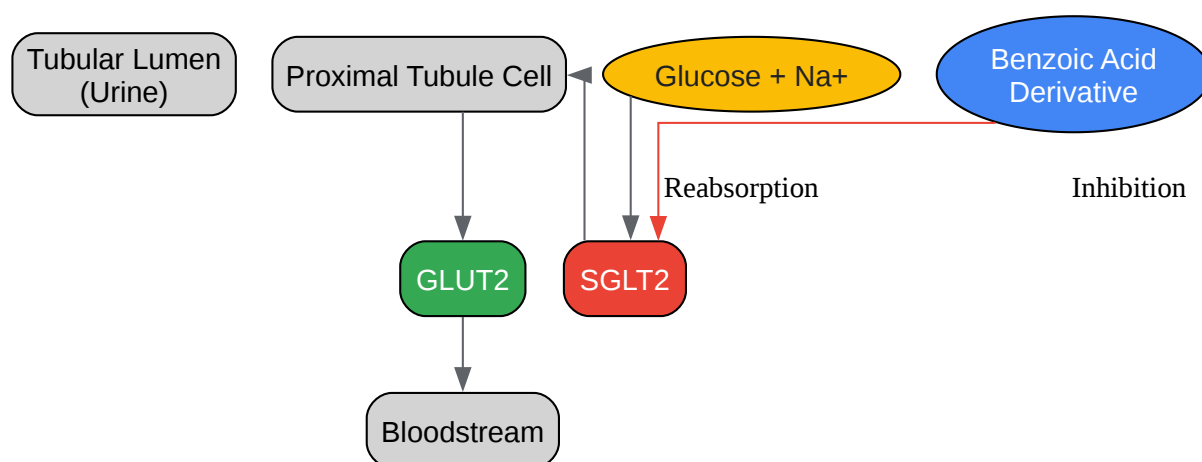 Tubular Lumen
(Urine)
Proximal Tubule Cell
Glucose + Na+
Benzoic Acid
Derivative
Reabsorption
Inhibition
GLUT2
SGLT2
Bloodstream